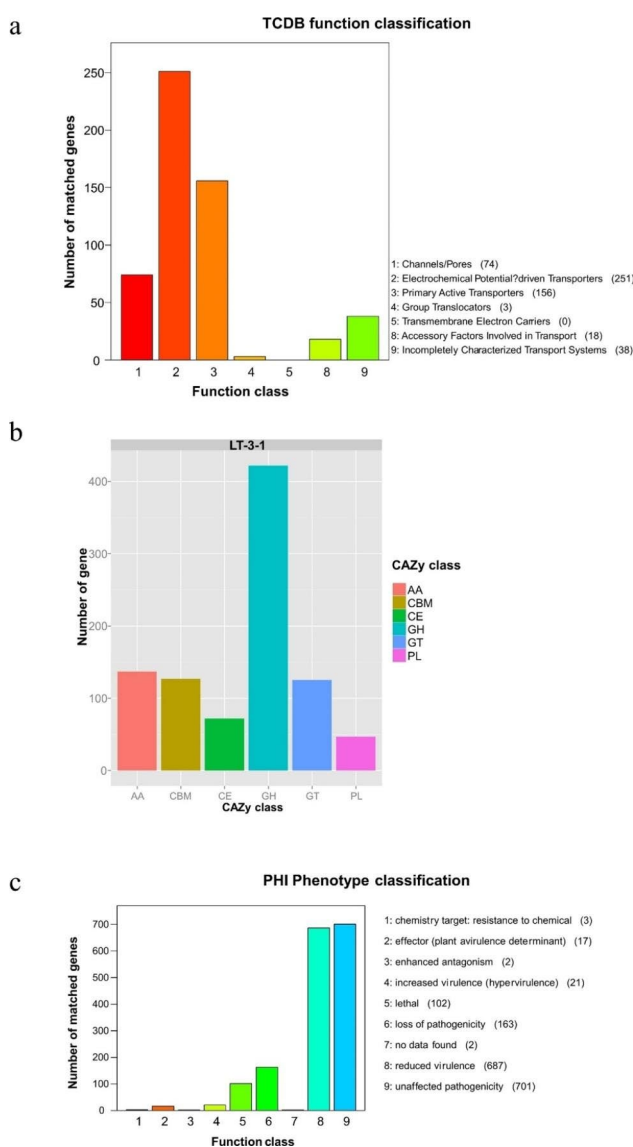 a
TCDB function classification
Number of matched genes
250
200
150
100
50
0
1 2 3 4 5 8 9
Function class
1: Channels/Pores (74)
2: Electrochemical Potential?driven Transporters (251)
3: Primary Active Transporters (156)
4: Group Translocators (3)
5: Transmembrane Electron Carriers (0)
8: Accessory Factors Involved in Transport (18)
9: Incompletely Characterized Transport Systems (38)
b
LT-3-1
Number of gene
400
300
200
100
0
AA CBM CE GH GT PL
CAZy class
CAZy class
AA
CBM
CE
GH
GT
PL
c
PHI Phenotype classification
Number of matched genes
700
600
500
400
300
200
100
0
1 2 3 4 5 6 7 8 9
Function class
1: chemistry target: resistance to chemical (3)
2: effector (plant avirulence determinant) (17)
3: enhanced antagonism (2)
4: increased virulence (hypervirulence) (21)
5: lethal (102)
6: loss of pathogenicity (163)
7: no data found (2)
8: reduced virulence (687)
9: unaffected pathogenicity (701)